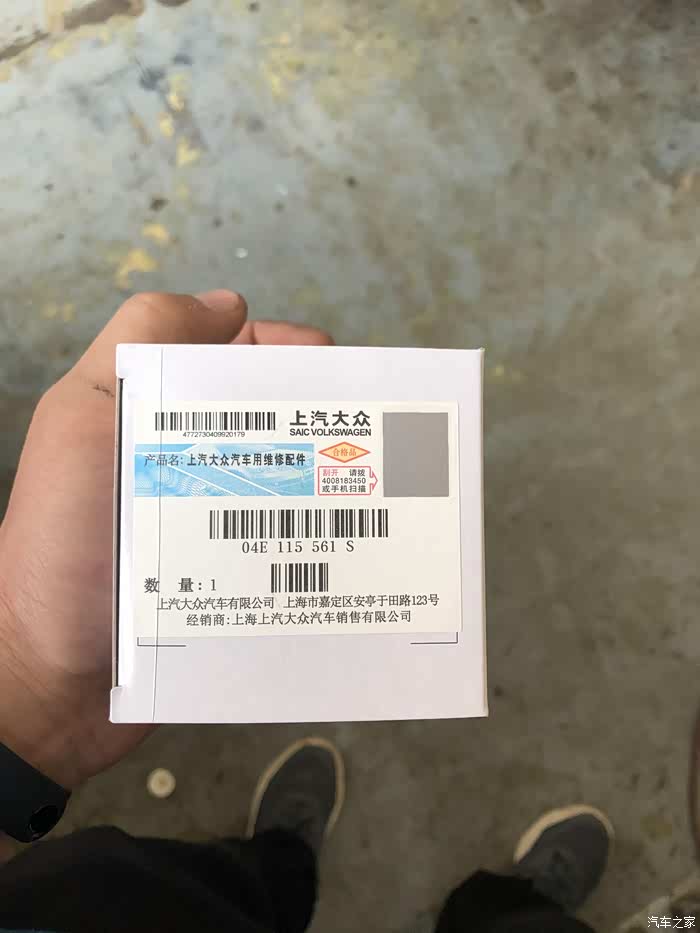 上汽大众
SAIC VOLKSWAGEN
4772730409920179
产品名:上汽大众汽车用维修配件
合格品
刮开 请拨
4008183450
或手机扫描
04E 115 561 S
数 量:1
上汽大众汽车有限公司 上海市嘉定区安亭于田路123号
经销商:上海上汽大众汽车销售有限公司
汽车之家